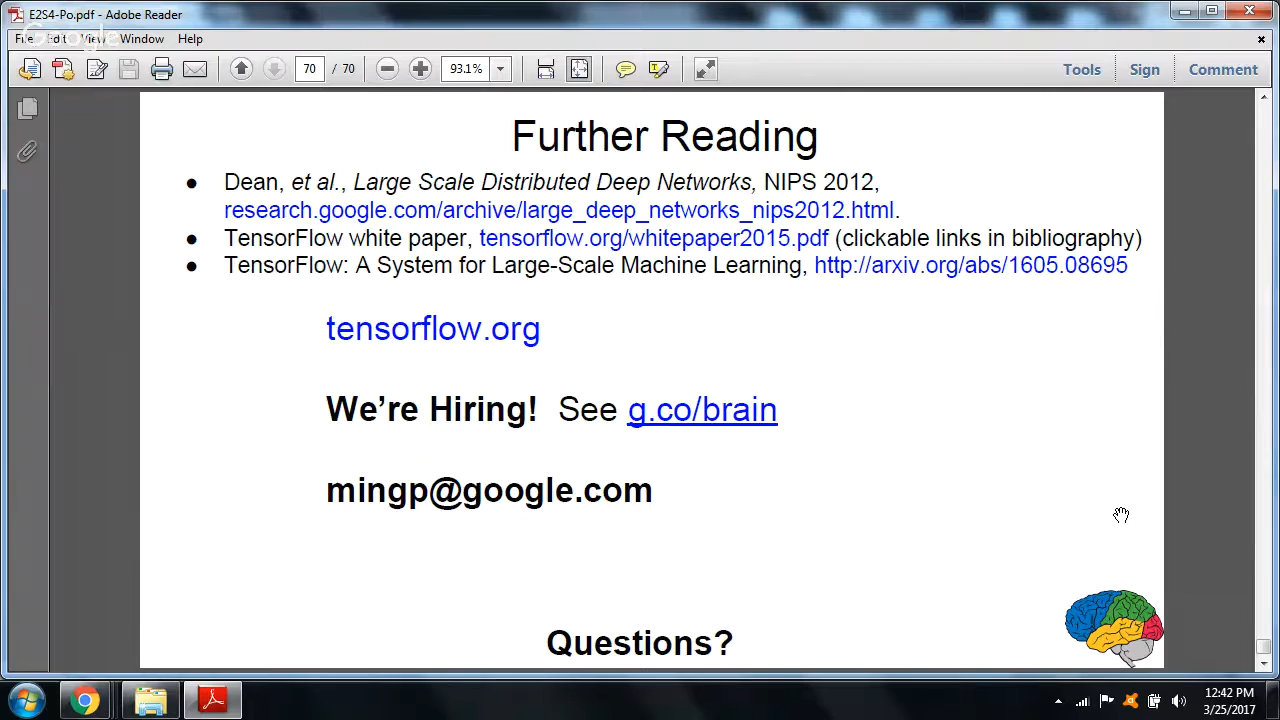 E2S4-Po.pdf - Adobe Reader
Google
File Edit View Window Help
70 / 70 93.1% Tools Sign Comment
Further Reading
● Dean, et al., Large Scale Distributed Deep Networks, NIPS 2012,
research.google.com/archive/large_deep_networks_nips2012.html.
● TensorFlow white paper, tensorflow.org/whitepaper2015.pdf (clickable links in bibliography)
● TensorFlow: A System for Large-Scale Machine Learning, http://arxiv.org/abs/1605.08695
tensorflow.org
We’re Hiring! See g.co/brain
mingp@google.com
Questions?
12:42 PM
3/25/2017